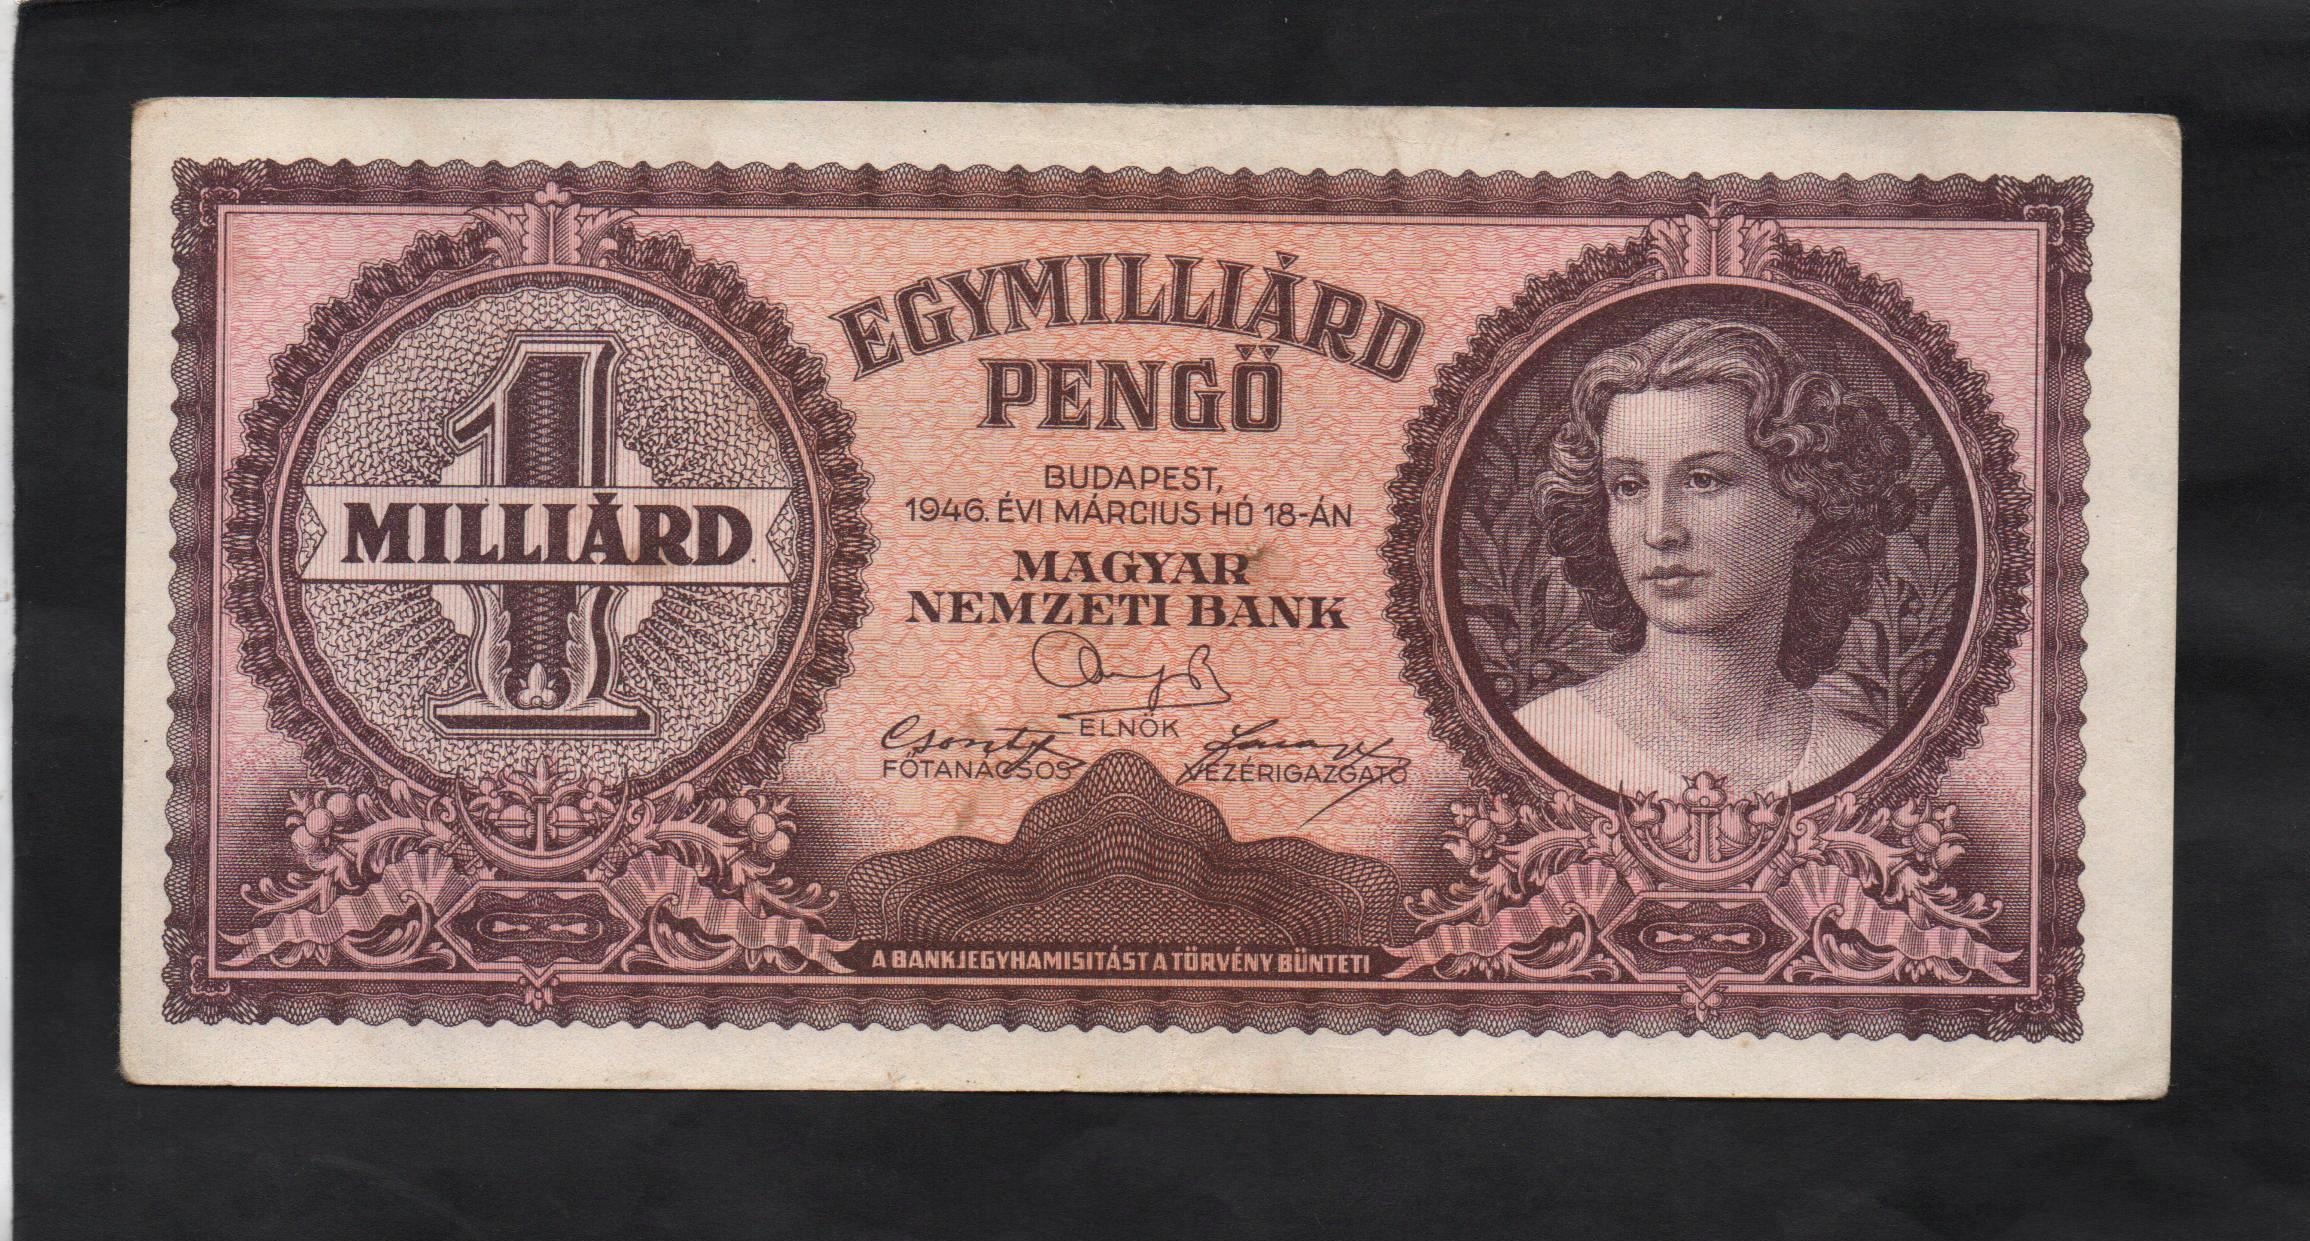 EGYMILLIÁRD
PENGŐ
1
MILLIÁRD
BUDAPEST,
1946. ÉVI MÁRCIUS HÓ 18-ÁN
MAGYAR
NEMZETI BANK
ELNÖK
FŐTANÁCSOS
VEZÉRIGAZGATÓ
A BANKJEGYHAMISITÁST A TÖRVÉNY BÜNTETI